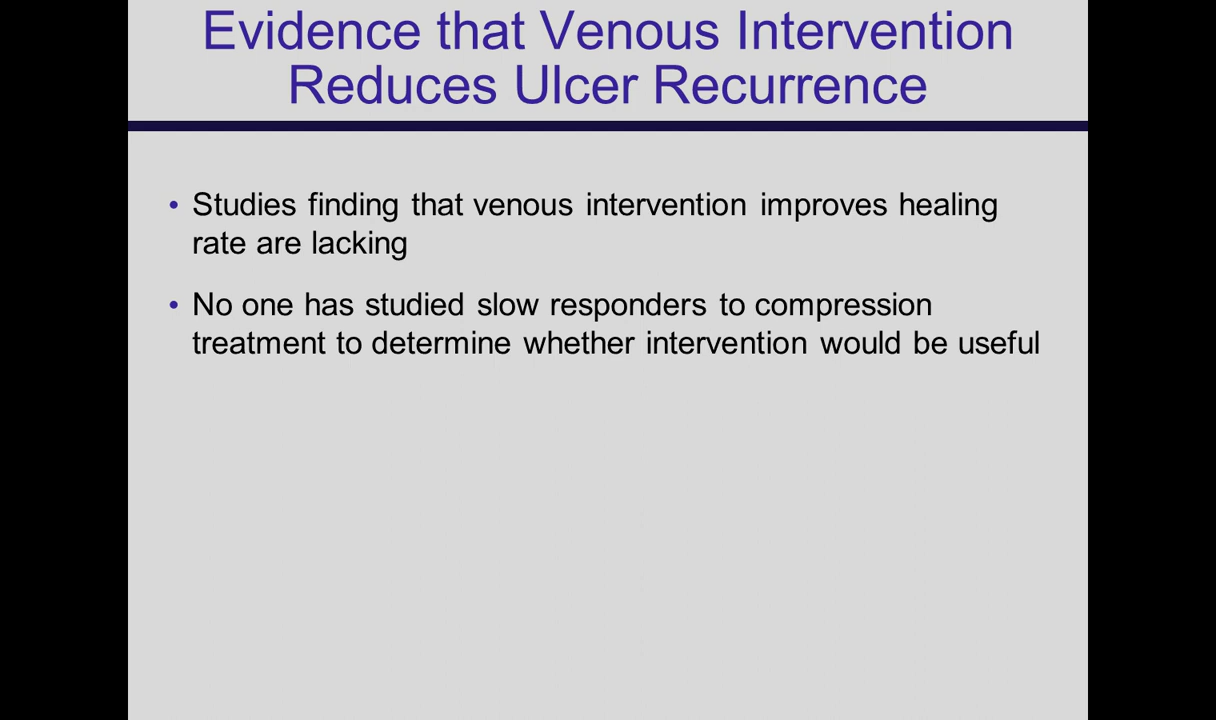 Evidence that Venous Intervention
Reduces Ulcer Recurrence
• Studies finding that venous intervention improves healing
rate are lacking
• No one has studied slow responders to compression
treatment to determine whether intervention would be useful